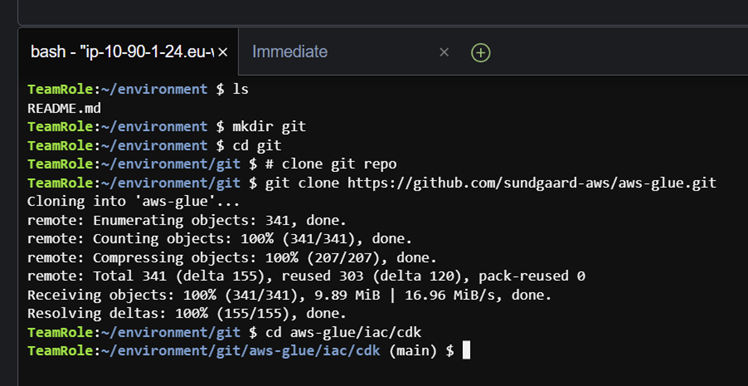 bash - "ip-10-90-1-24.eu-w × Immediate ×
TeamRole:~/environment $ ls
README.md
TeamRole:~/environment $ mkdir git
TeamRole:~/environment $ cd git
TeamRole:~/environment/git $ # clone git repo
TeamRole:~/environment/git $ git clone https://github.com/sundgaard-aws/aws-glue.git
Cloning into 'aws-glue'...
remote: Enumerating objects: 341, done.
remote: Counting objects: 100% (341/341), done.
remote: Compressing objects: 100% (207/207), done.
remote: Total 341 (delta 155), reused 303 (delta 120), pack-reused 0
Receiving objects: 100% (341/341), 9.89 MiB | 16.96 MiB/s, done.
Resolving deltas: 100% (155/155), done.
TeamRole:~/environment/git $ cd aws-glue/iac/cdk
TeamRole:~/environment/git/aws-glue/iac/cdk (main) $